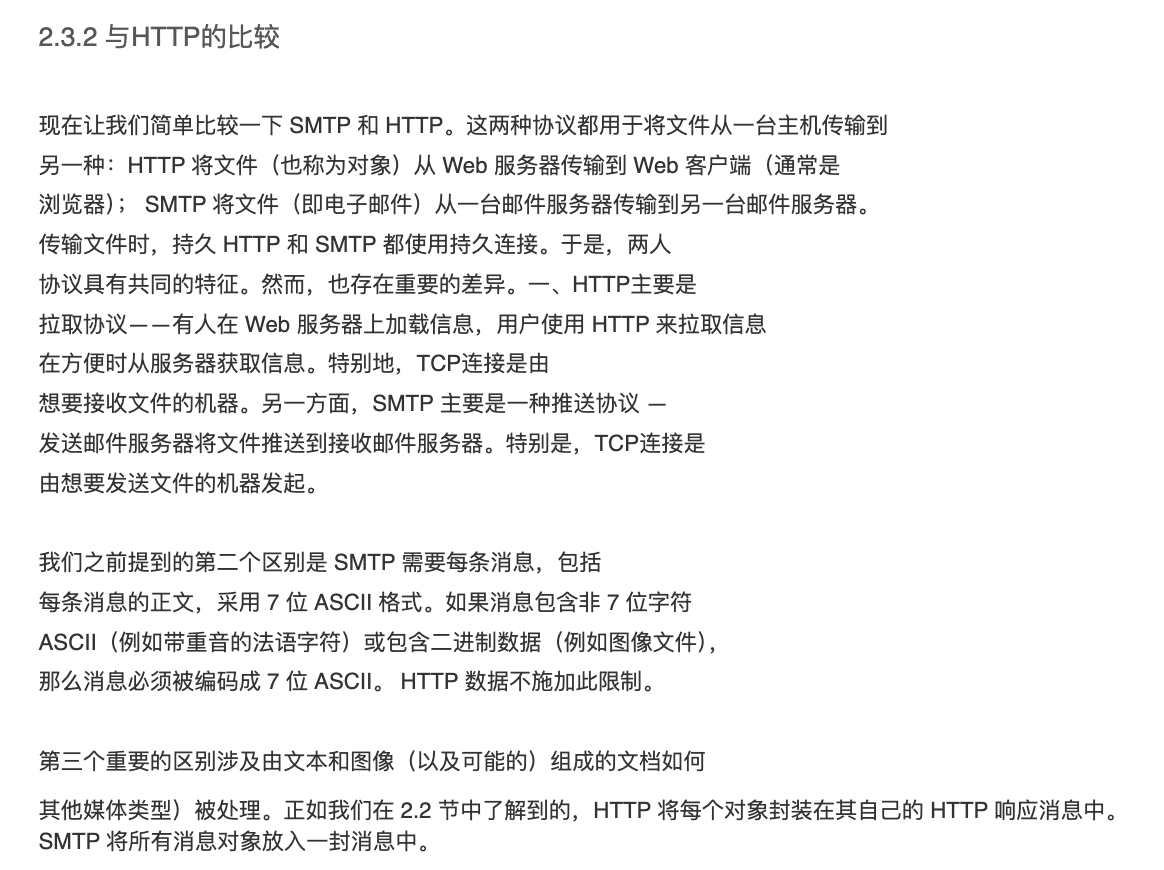 2.3.2 与HTTP的比较
现在让我们简单比较一下 SMTP 和 HTTP。这两种协议都用于将文件从一台主机传输到
另一种：HTTP 将文件（也称为对象）从 Web 服务器传输到 Web 客户端（通常是
浏览器）； SMTP 将文件（即电子邮件）从一台邮件服务器传输到另一台邮件服务器。
传输文件时，持久 HTTP 和 SMTP 都使用持久连接。于是，两人
协议具有共同的特征。然而，也存在重要的差异。一、HTTP主要是
拉取协议——有人在 Web 服务器上加载信息，用户使用 HTTP 来拉取信息
在方便时从服务器获取信息。特别地，TCP连接是由
想要接收文件的机器。另一方面，SMTP 主要是一种推送协议 —
发送邮件服务器将文件推送到接收邮件服务器。特别是，TCP连接是
由想要发送文件的机器发起。
我们之前提到的第二个区别是 SMTP 需要每条消息，包括
每条消息的正文，采用 7 位 ASCII 格式。如果消息包含非 7 位字符
ASCII（例如带重音的法语字符）或包含二进制数据（例如图像文件），
那么消息必须被编码成 7 位 ASCII。 HTTP 数据不施加此限制。
第三个重要的区别涉及由文本和图像（以及可能的）组成的文档如何
其他媒体类型）被处理。正如我们在 2.2 节中了解到的，HTTP 将每个对象封装在其自己的 HTTP 响应消息中。
SMTP 将所有消息对象放入一封消息中。